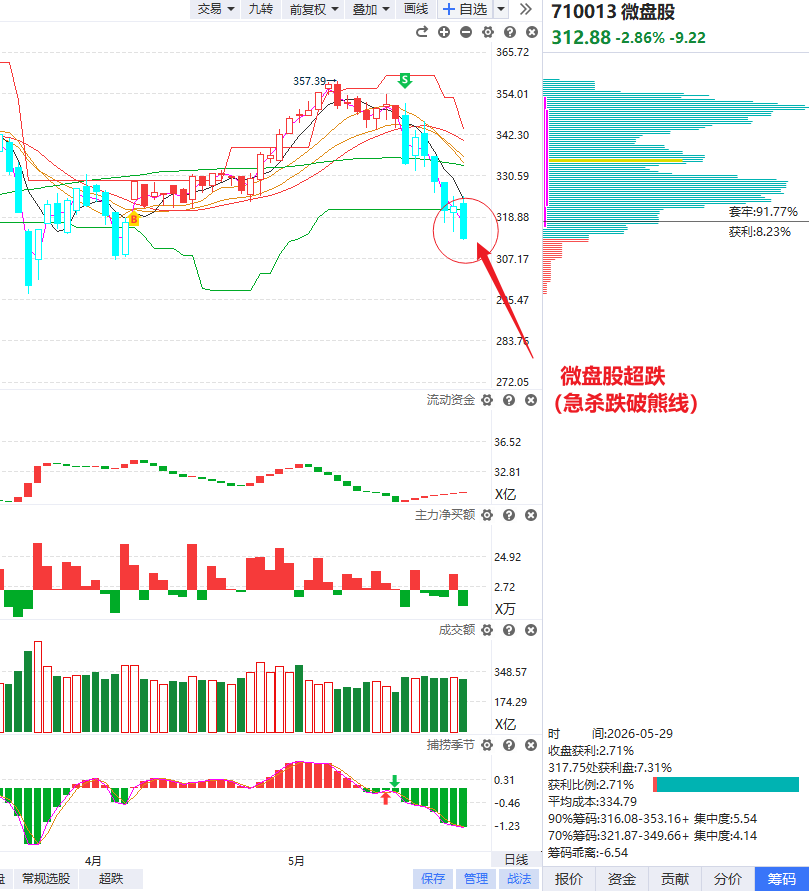 交易 九转 前复权 叠加 画线 + 自选
710013 微盘股
312.88 -2.86% -9.22
365.72
357.39
S
354.01
342.30
330.59
B
318.88
套牢:91.77%
获利:8.23%
307.17
295.47
283.76
272.05
微盘股超跌
(急杀跌破熊线)
流动资金
36.52
32.81
X亿
主力净买额
24.92
2.72
X万
成交额
348.57
174.29
X亿
捕捞季节
0.31
-0.46
-1.23
时 间:2026-05-29
收盘获利:2.71%
317.75处获利盘:7.31%
获利比例:2.71%
平均成本:334.79
90%筹码:316.08-353.16+ 集中度:5.54
70%筹码:321.87-349.66+ 集中度:4.14
筹码乖离:-6.54
4月 5月 日线
盘 常规选股 超跌 保存 管理 战法
报价 资金 贡献 分价 筹码